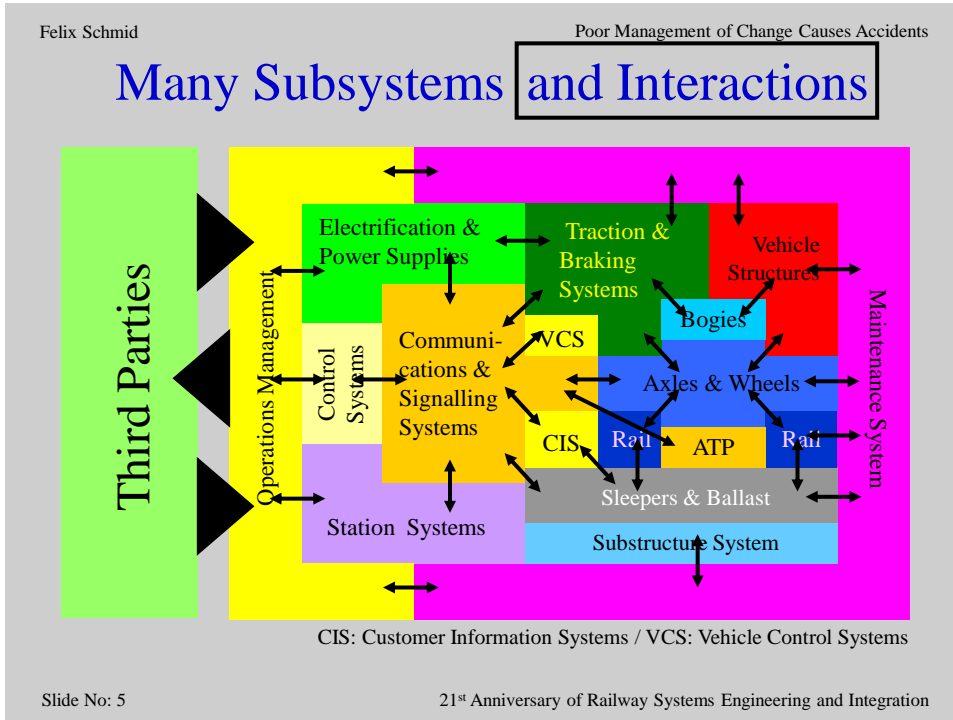 Felix Schmid
Poor Management of Change Causes Accidents
Many Subsystems and Interactions
Third Parties
Operations Management
Electrification &
Power Supplies
Traction &
Braking
Systems
Vehicle
Structures
Bogies
Control
Systems
Communi-
cations &
Signalling
Systems
VCS
Axles & Wheels
CIS
Rail
ATP
Rail
Sleepers & Ballast
Station Systems
Substructure System
Maintenance System
CIS: Customer Information Systems / VCS: Vehicle Control Systems
Slide No: 5
21st Anniversary of Railway Systems Engineering and Integration